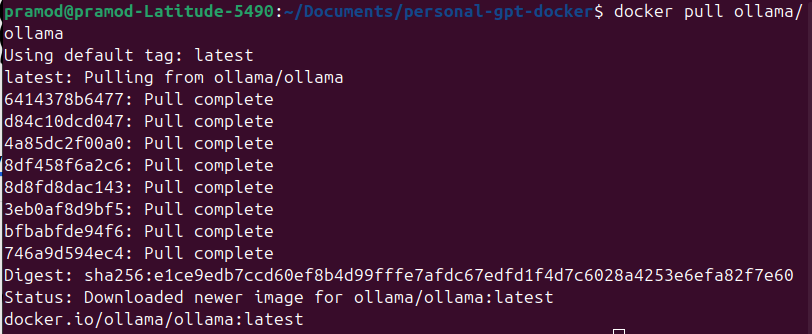 pramod@pramod-Latitude-5490:~/Documents/personal-gpt-docker$ docker pull ollama/
ollama
Using default tag: latest
latest: Pulling from ollama/ollama
6414378b6477: Pull complete
d84c10dcd047: Pull complete
4a85dc2f00a0: Pull complete
8df458f6a2c6: Pull complete
8d8fd8dac143: Pull complete
3eb0af8d9bf5: Pull complete
bfbabfde94f6: Pull complete
746a9d594ec4: Pull complete
Digest: sha256:e1ce9edb7ccd60ef8b4d99fffe7afdc67edfd1f4d7c6028a4253e6efa82f7e60
Status: Downloaded newer image for ollama/ollama:latest
docker.io/ollama/ollama:latest